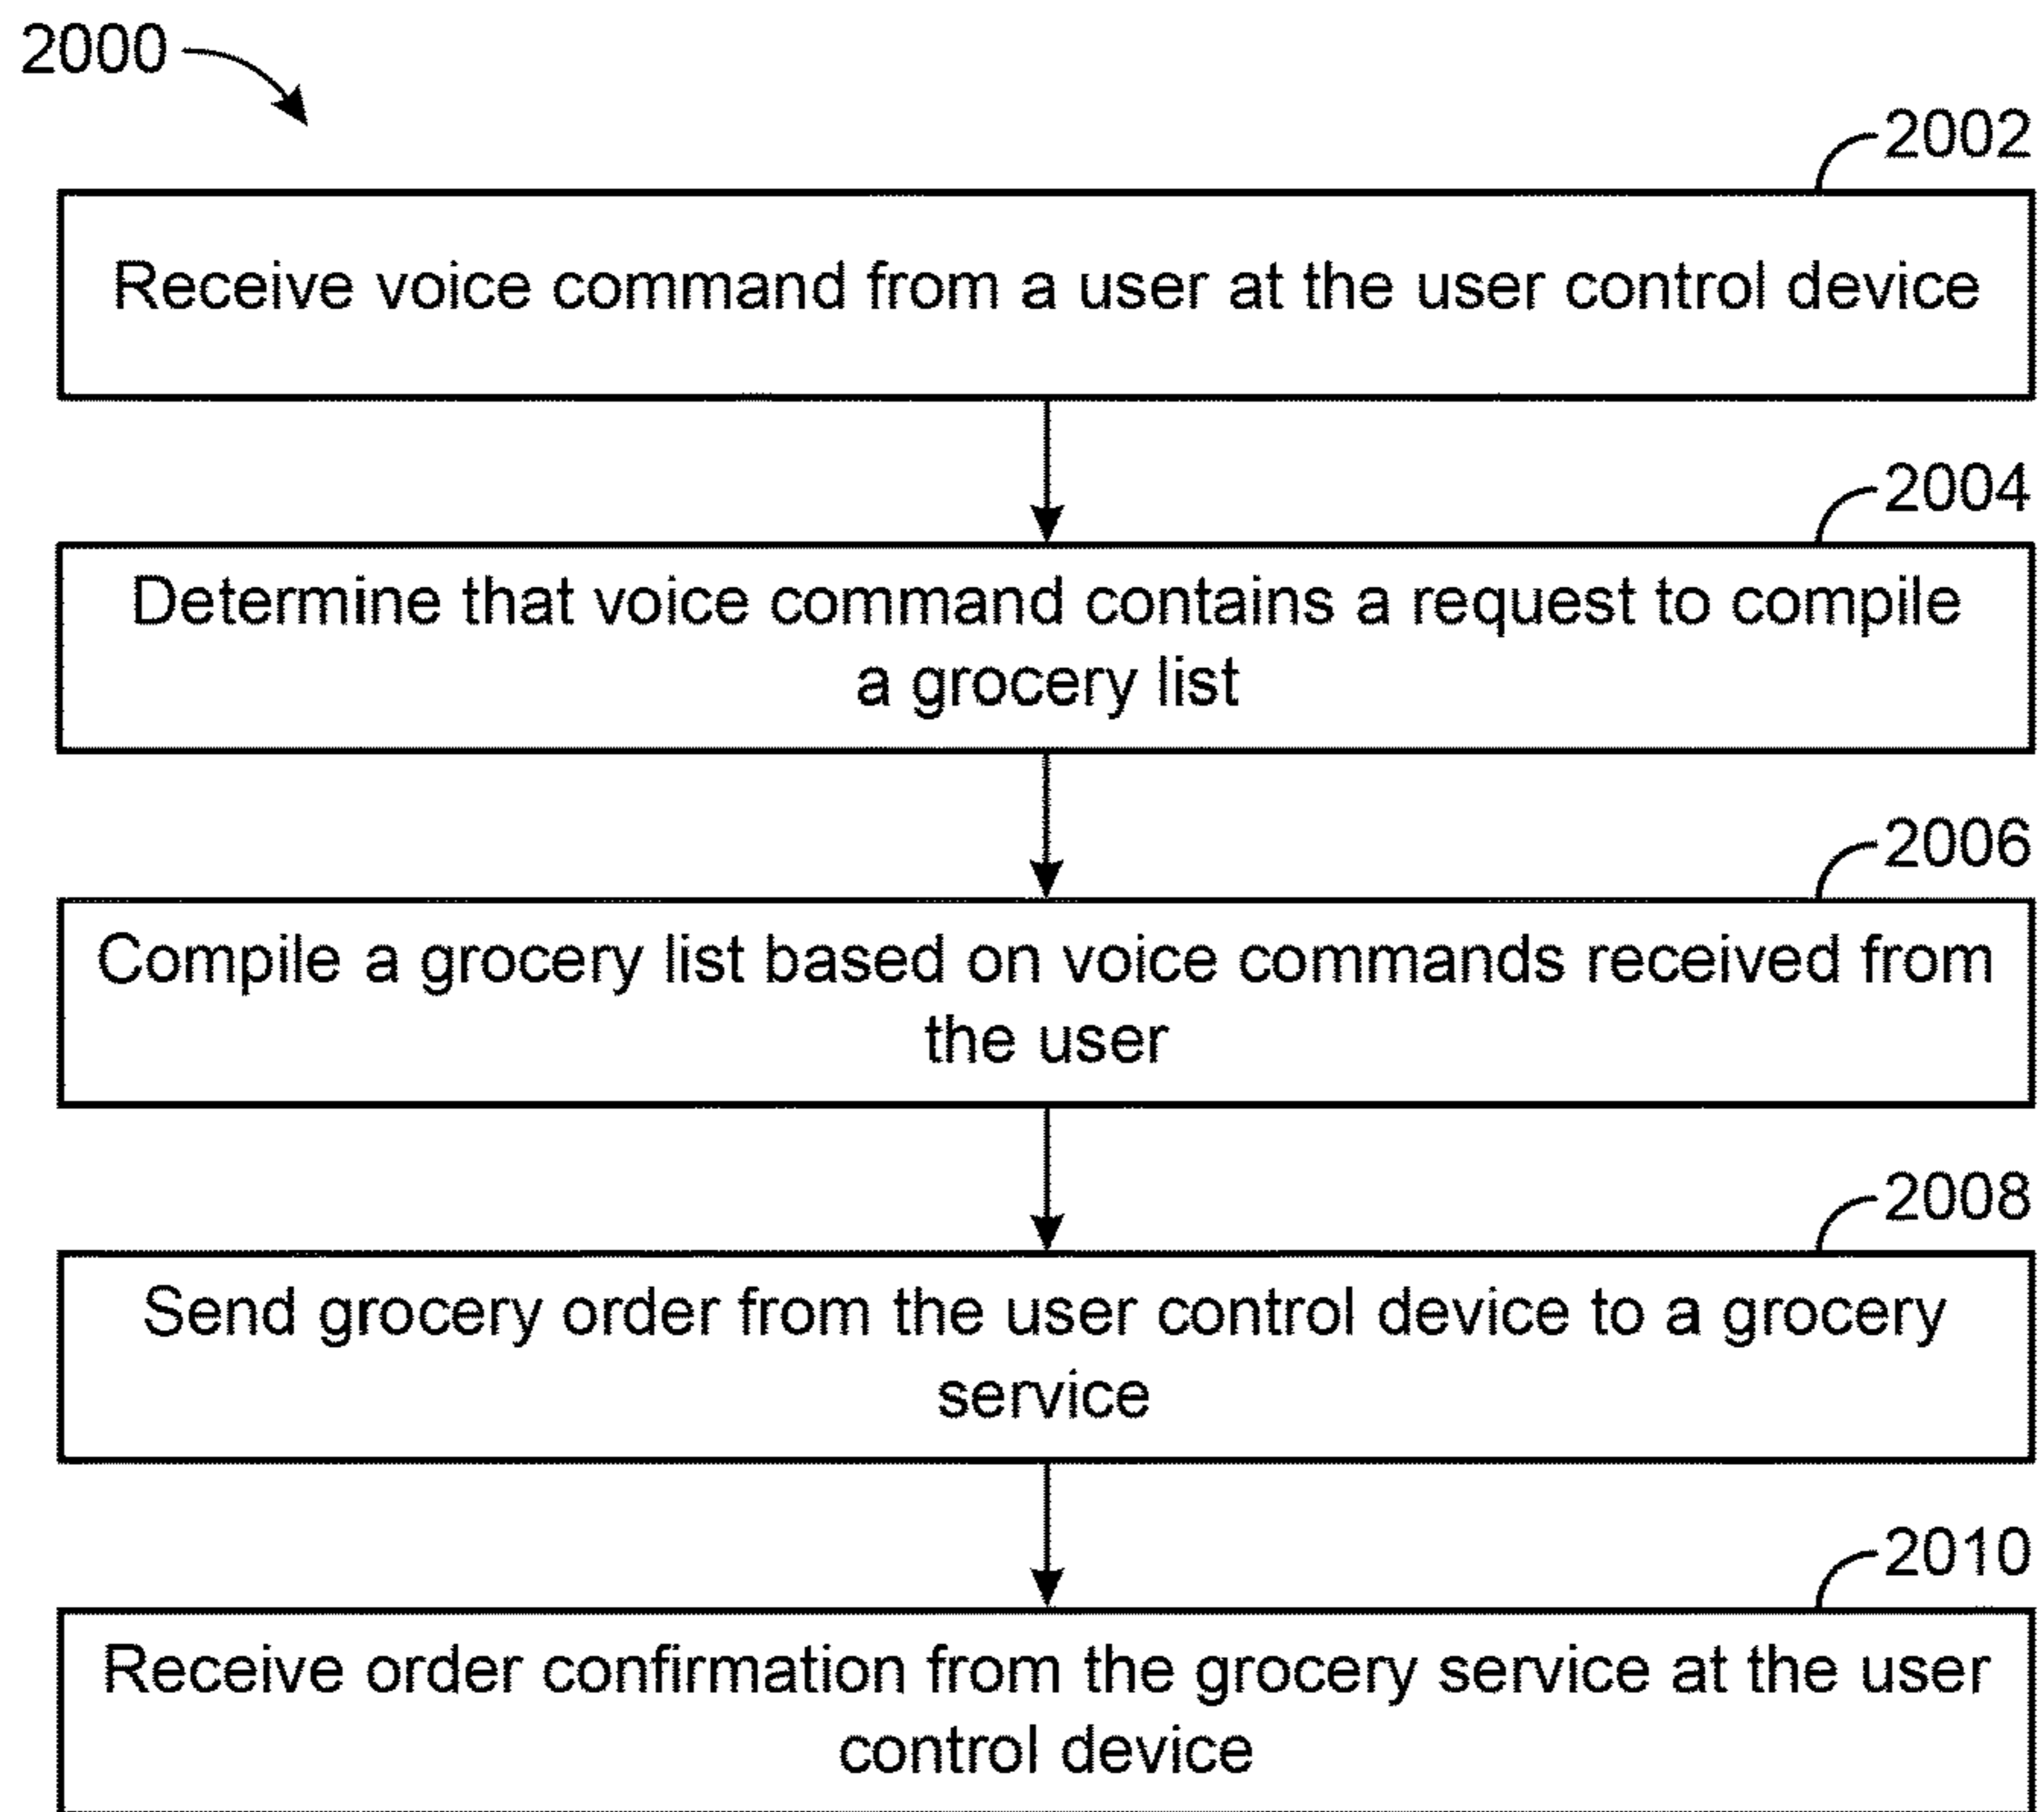 2000
2002
Receive voice command from a user at the user control device
2004
Determine that voice command contains a request to compile
a grocery list
2006
Compile a grocery list based on voice commands received from
the user
2008
Send grocery order from the user control device to a grocery
service
2010
Receive order confirmation from the grocery service at the user
control device